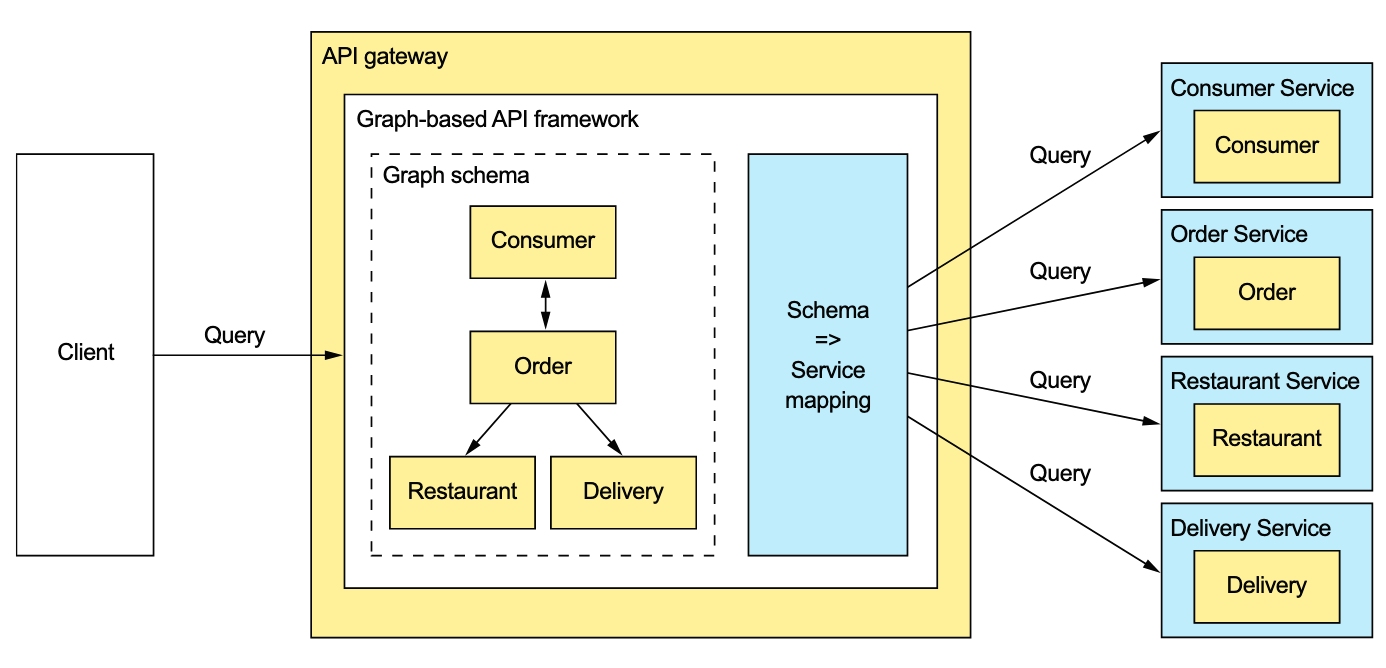 API gateway
Graph-based API framework
Graph schema
Consumer
Order
Restaurant
Delivery
Client
Query
Schema
=>
Service
mapping
Query
Query
Query
Query
Consumer Service
Consumer
Order Service
Order
Restaurant Service
Restaurant
Delivery Service
Delivery